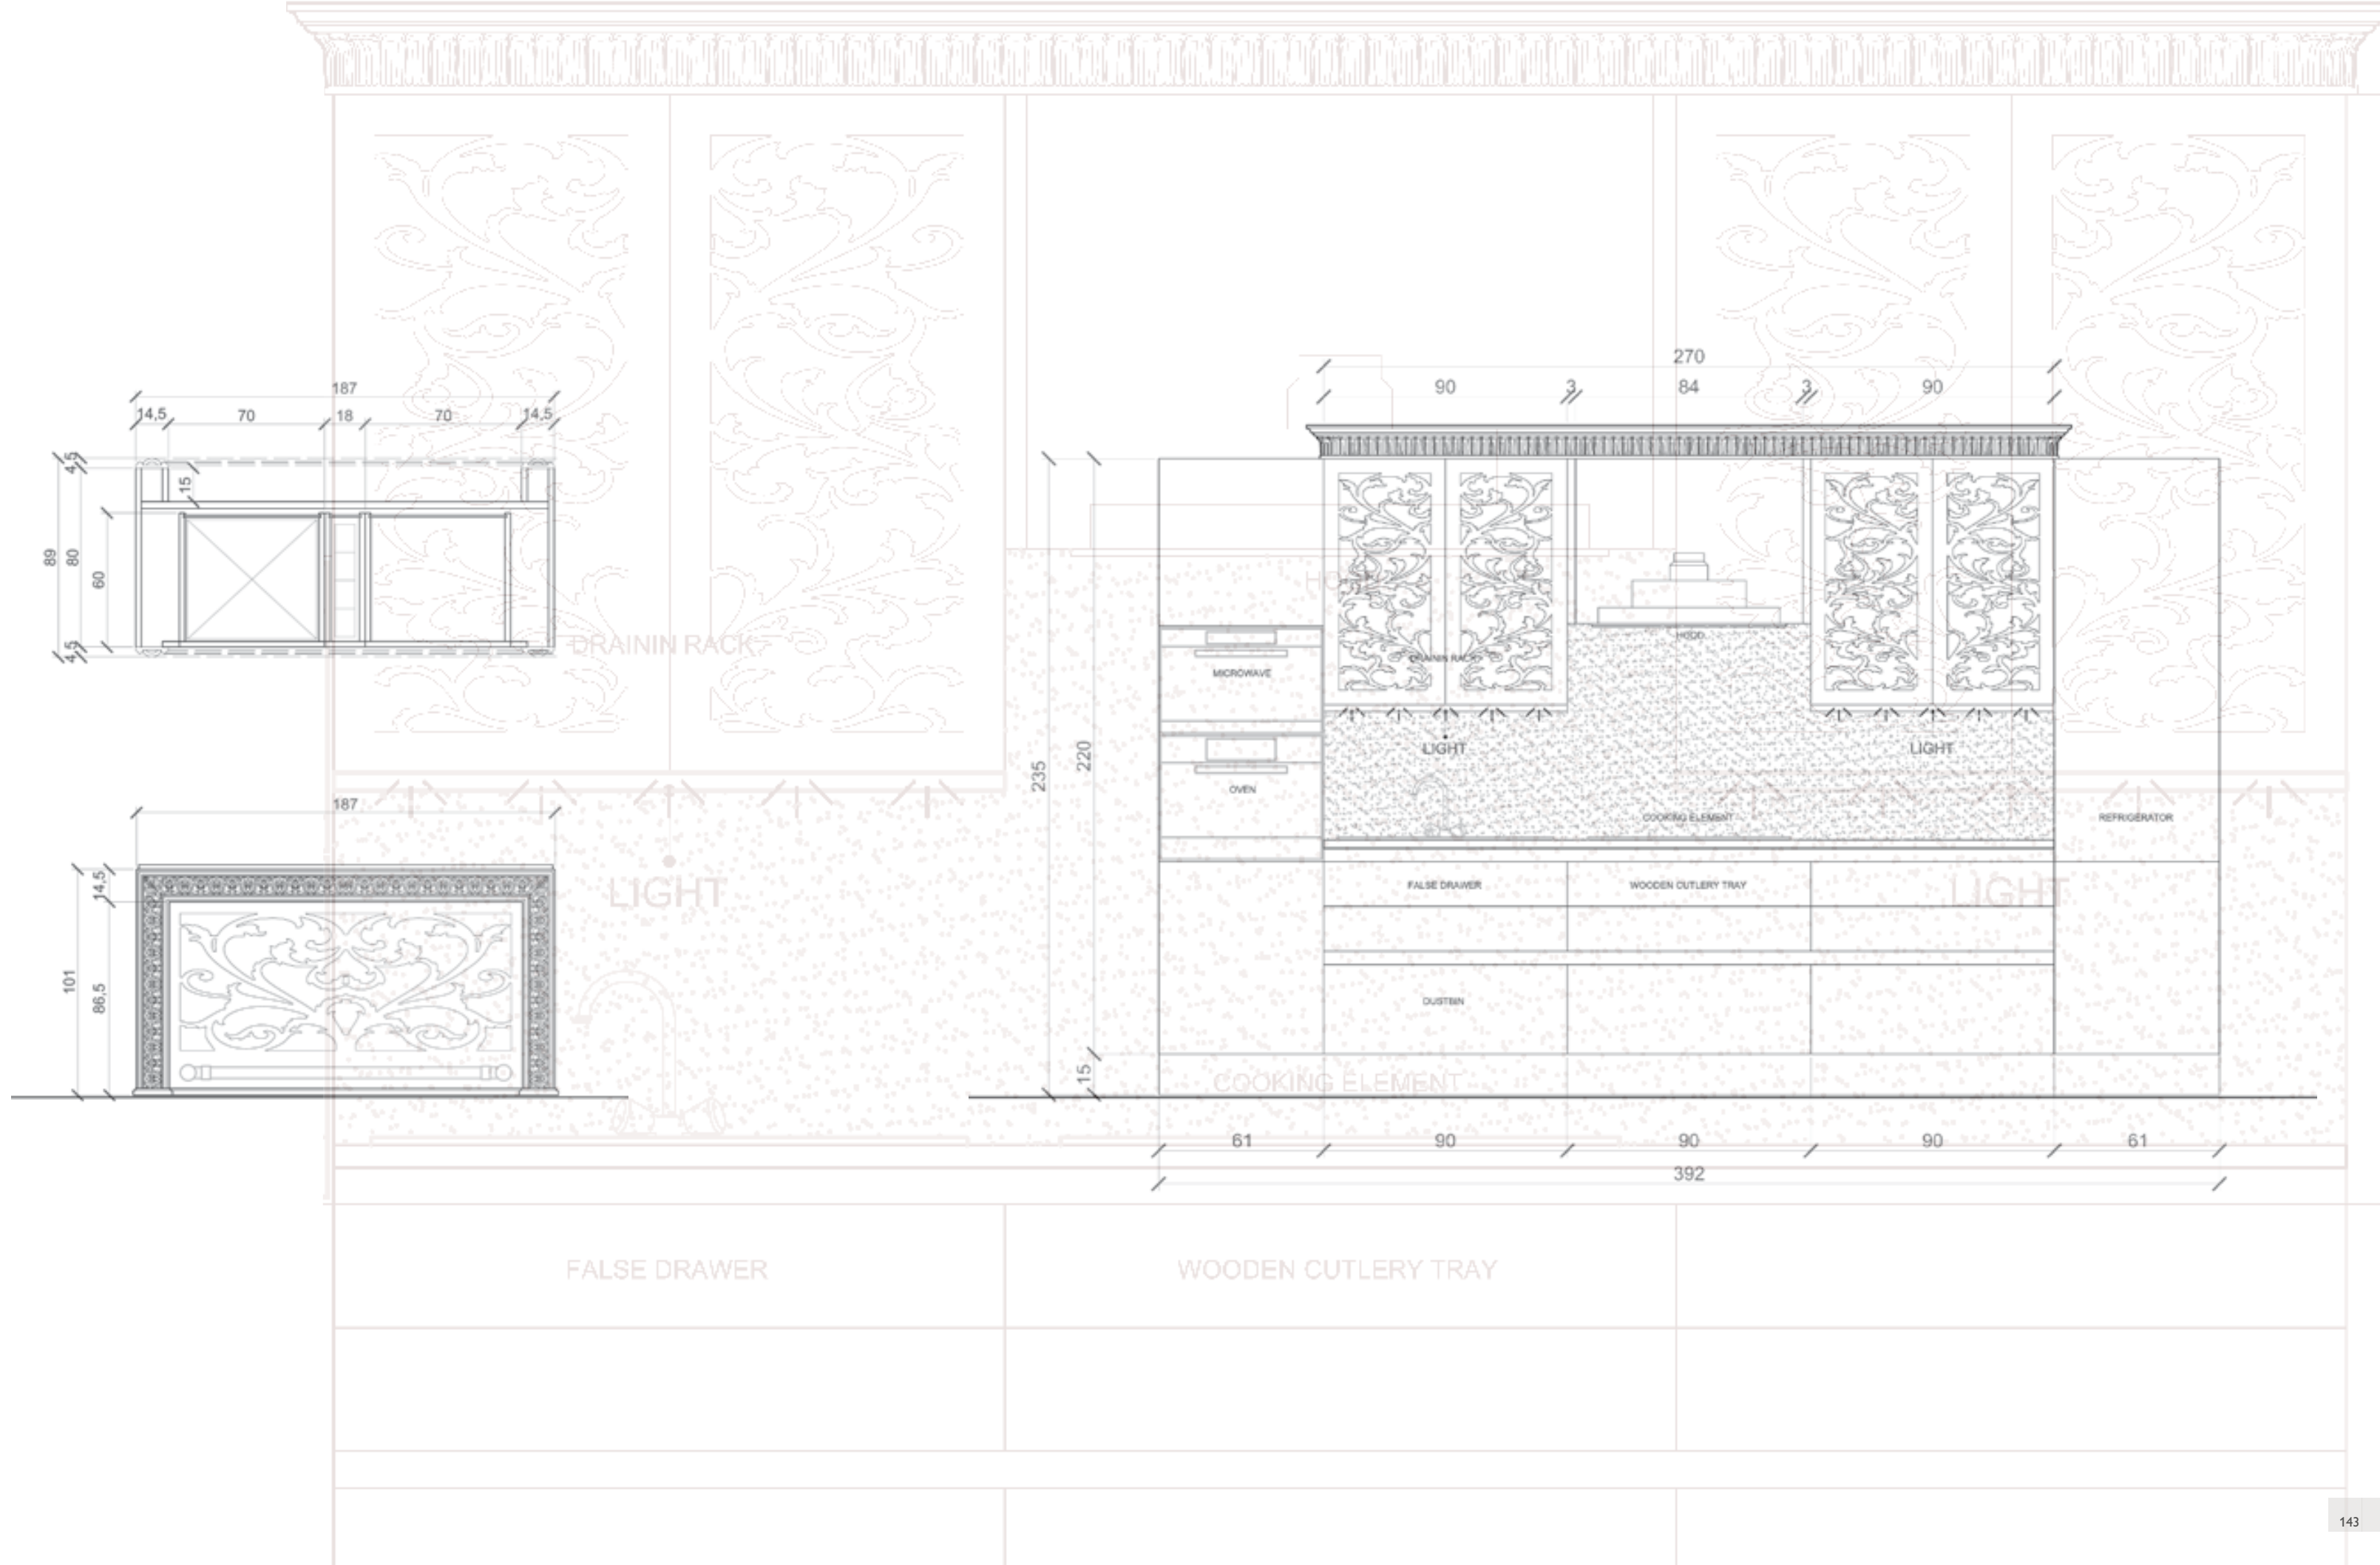 270
90 3 84 3 90
187
14,5 70 18 70 14,5
4,5
15
89
80
60
4,5
DRAININ RACK
HOOD
HOOD
DRAININ RACK
MICROWAVE
LIGHT
LIGHT
235
220
OVEN
187
COOKING ELEMENT
REFRIGERATOR
LIGHT
LIGHT
14,5
FALSE DRAWER
WOODEN CUTLERY TRAY
101
86,5
DUSTBIN
15
COOKING ELEMENT
61 90 90 90 61
392
FALSE DRAWER
WOODEN CUTLERY TRAY
143